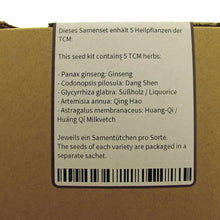 Dieses Samenset enhält 5 Heilpflanzen der
TCM:
This seed kit contains 5 TCM herbs:
- Panax ginseng: Ginseng
- Codonopsis pilosula: Dang Shen
- Glycyrrhiza glabra: Süßholz / Liquorice
- Artemisia annua: Qing Hao
- Astragalus membranaceus: Huang-Qi /
Huáng Qí Milkvetch
Jeweils ein Samentütchen pro Sorte.
The seeds of each variety are packaged in a
separate sachet.